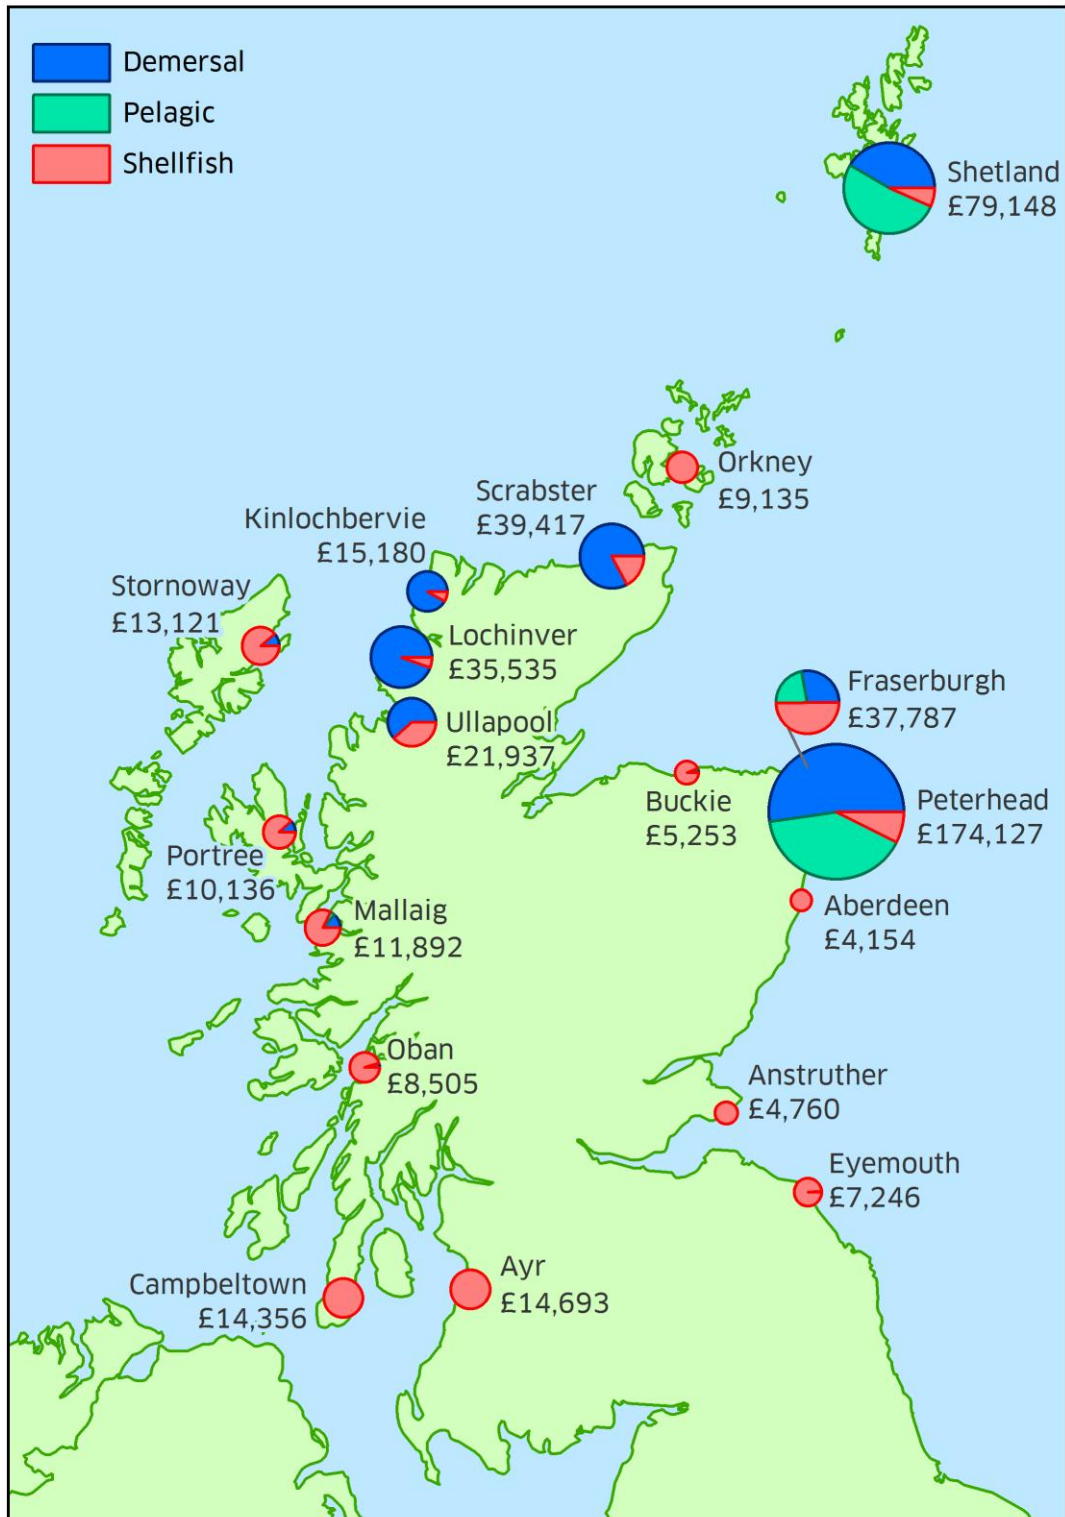 Demersal
Pelagic
Shellfish
Shetland
£79,148
Orkney
£9,135
Scrabster
£39,417
Kinlochbervie
£15,180
Stornoway
£13,121
Lochinver
£35,535
Fraserburgh
£37,787
Ullapool
£21,937
Buckie
£5,253
Peterhead
£174,127
Portree
£10,136
Aberdeen
£4,154
Mallaig
£11,892
Oban
£8,505
Anstruther
£4,760
Eyemouth
£7,246
Ayr
£14,693
Campbeltown
£14,356